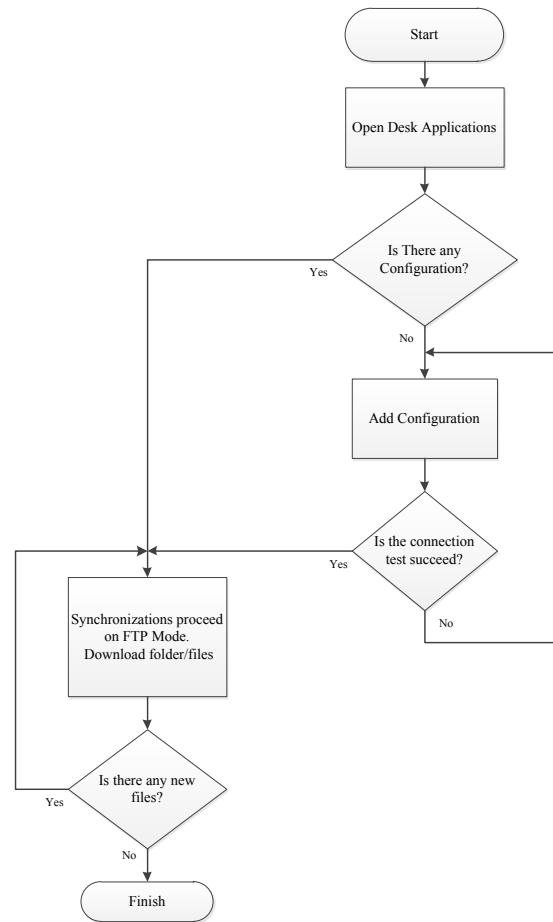 Start
Open Desk Applications
Is There any
Configuration?
Yes
No
Add Configuration
Is the connection
test succeed?
Yes
No
Synchronizations proceed
on FTP Mode.
Download folder/files
Is there any new
files?
Yes
No
Finish